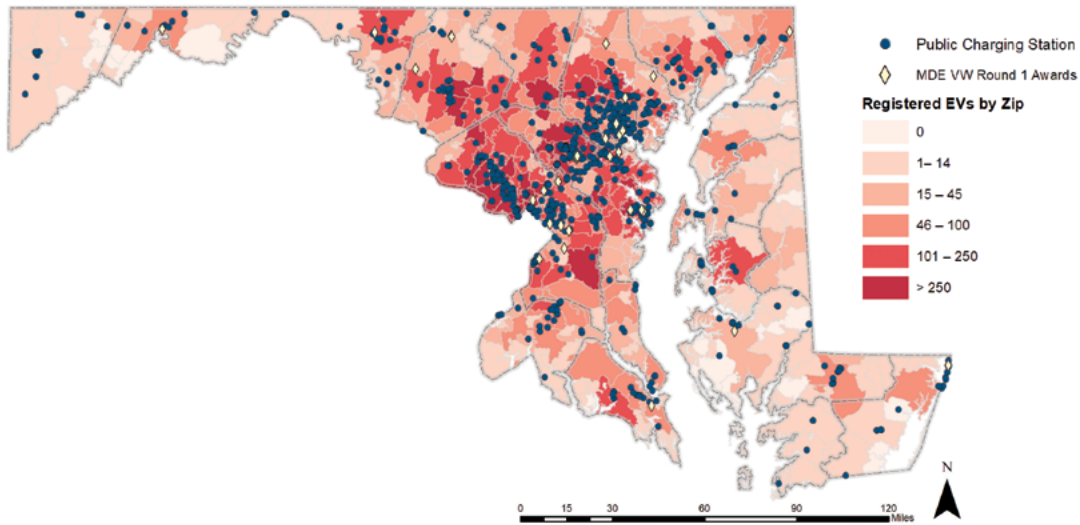 Public Charging Station
MDE VW Round 1 Awards
Registered EVs by Zip
0
1– 14
15 – 45
46 – 100
101 – 250
> 250
N
0 15 30 60 90 120
Miles